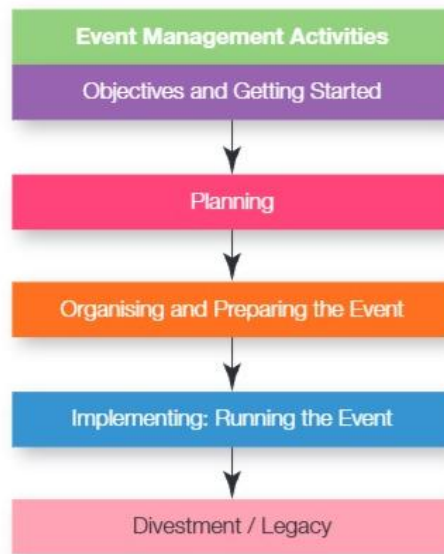 Event Management Activities
Objectives and Getting Started
Planning
Organising and Preparing the Event
Implementing: Running the Event
Divestment / Legacy